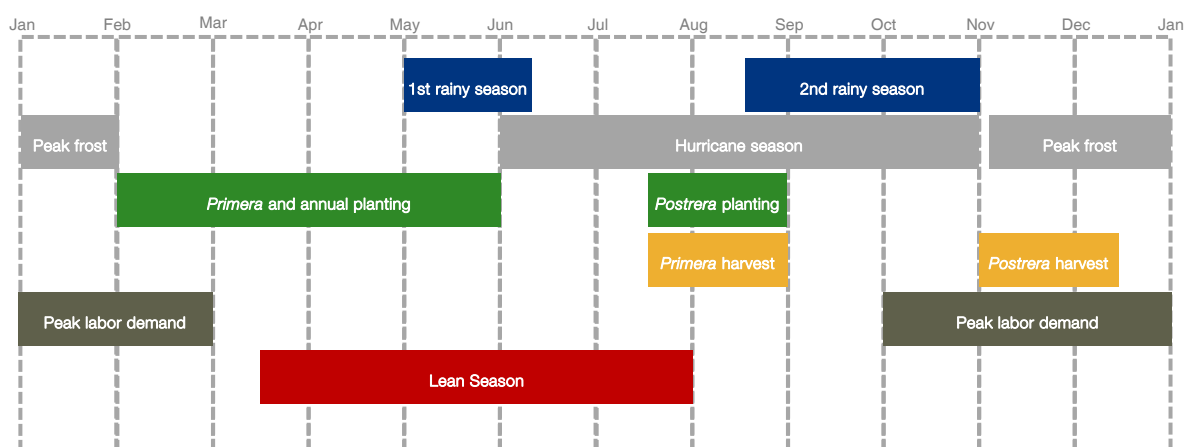 Jan Feb Mar Apr May Jun Jul Aug Sep Oct Nov Dec Jan
1st rainy season 2nd rainy season
Peak frost Hurricane season Peak frost
Primera and annual planting Postrera planting
Primera harvest Postrera harvest
Peak labor demand Peak labor demand
Lean Season